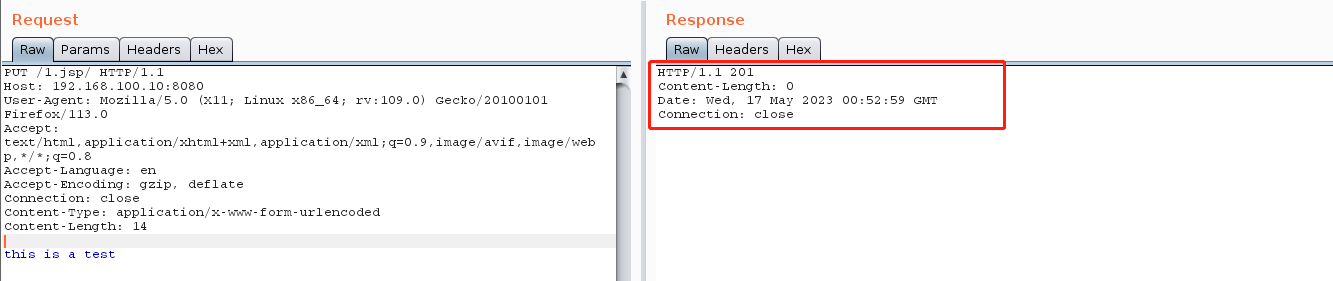 Request
Raw Params Headers Hex
PUT /1.jsp/ HTTP/1.1
Host: 192.168.100.10:8080
User-Agent: Mozilla/5.0 (X11; Linux x86_64; rv:109.0) Gecko/20100101
Firefox/113.0
Accept:
text/html,application/xhtml+xml,application/xml;q=0.9,image/avif,image/web
p,*/*;q=0.8
Accept-Language: en
Accept-Encoding: gzip, deflate
Connection: close
Content-Type: application/x-www-form-urlencoded
Content-Length: 14
this is a test
Response
Raw Headers Hex
HTTP/1.1 201
Content-Length: 0
Date: Wed, 17 May 2023 00:52:59 GMT
Connection: close